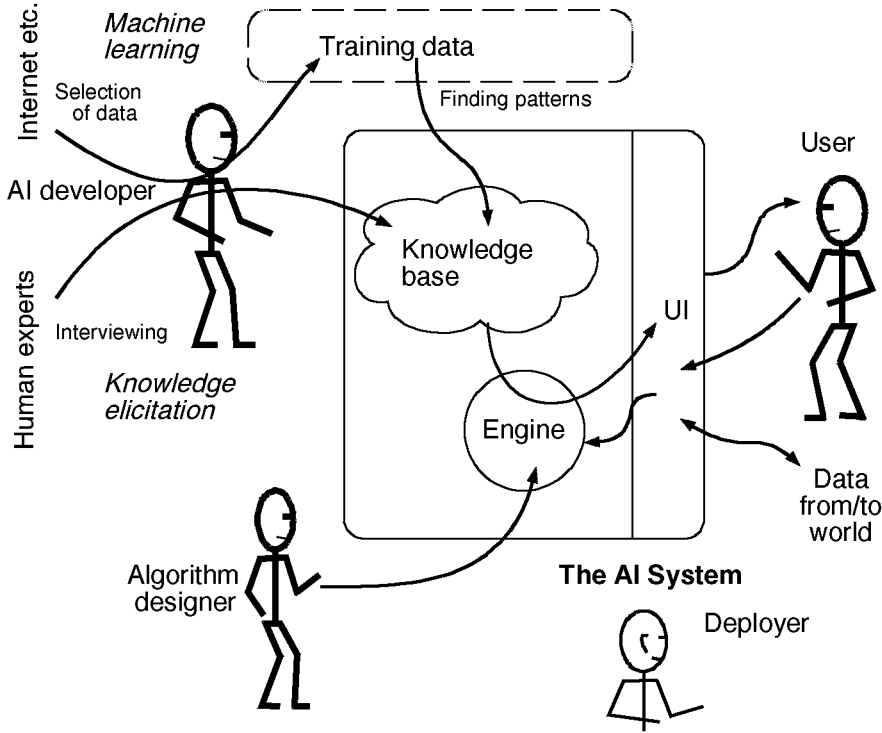 Internet etc.
Machine
learning
Training data
Selection
of data
Finding patterns
User
AI developer
Knowledge
base
UI
Human experts
Interviewing
Knowledge
elicitation
Engine
Data
from/to
world
Algorithm
designer
The AI System
Deployer